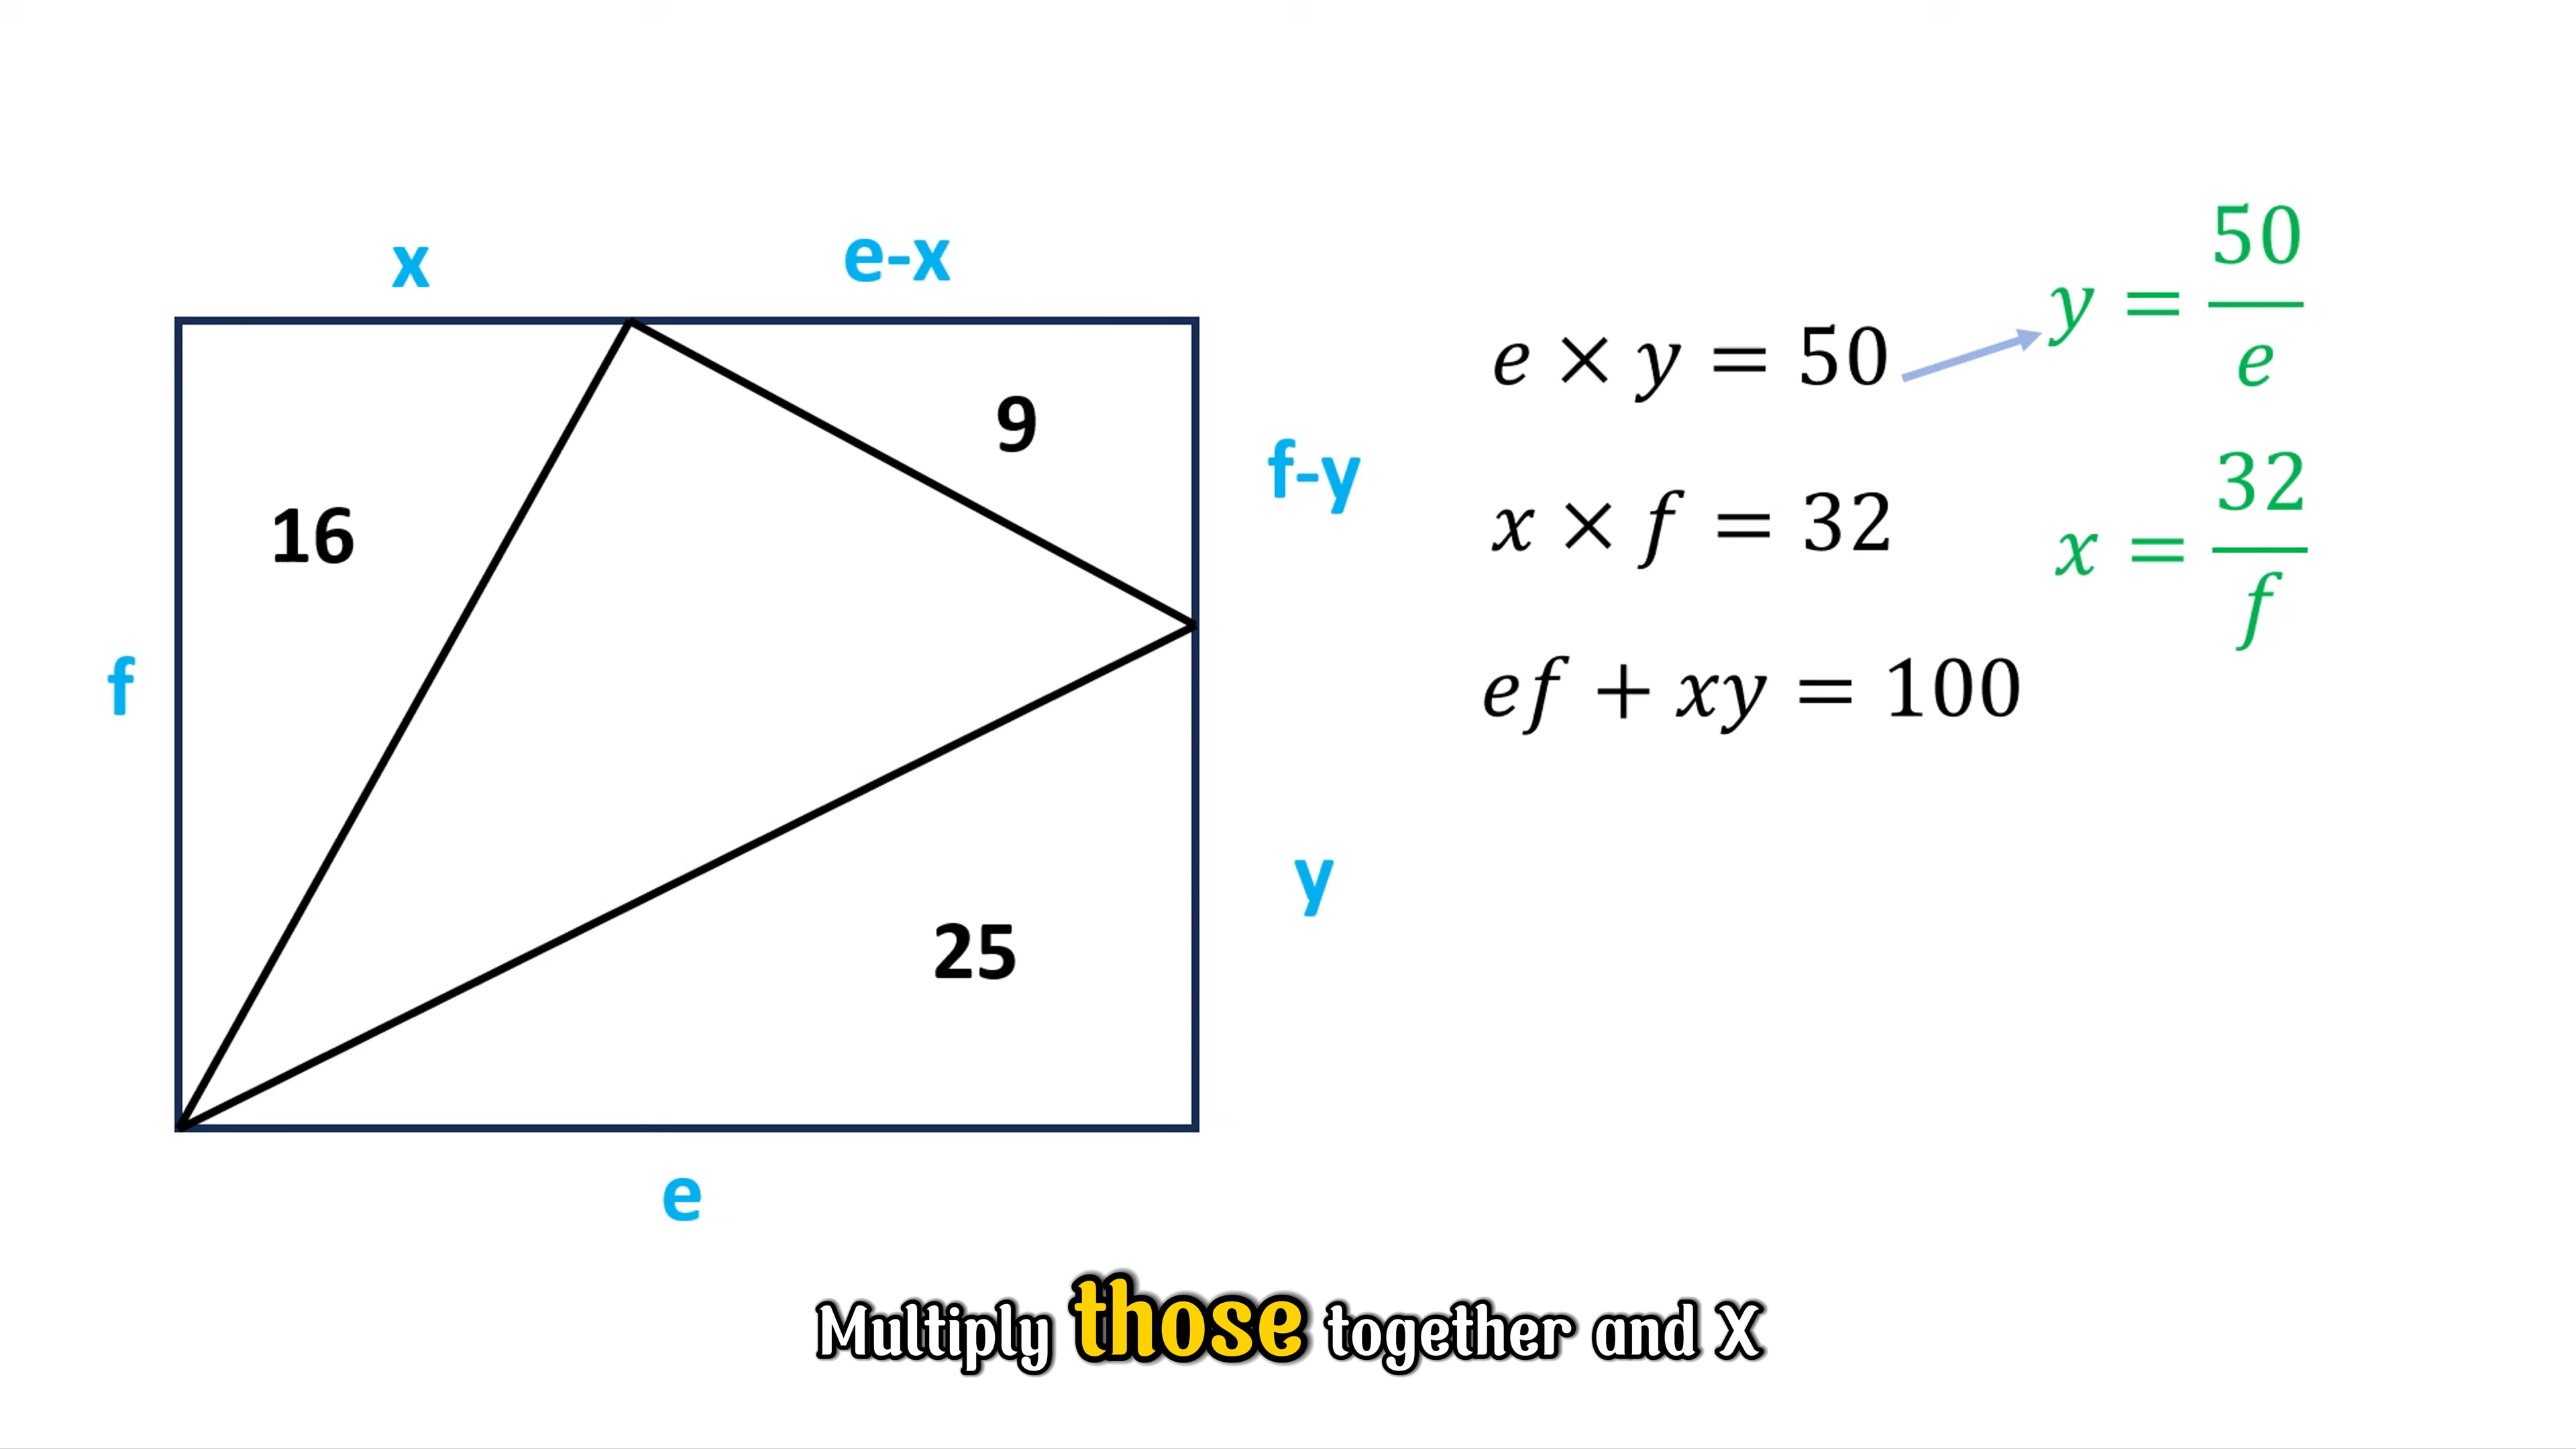 x
e-x
16
9
f-y
f
25
y
e
e × y = 50
y = 50/e
x × f = 32
x = 32/f
ef + xy = 100
Multiply those together and X